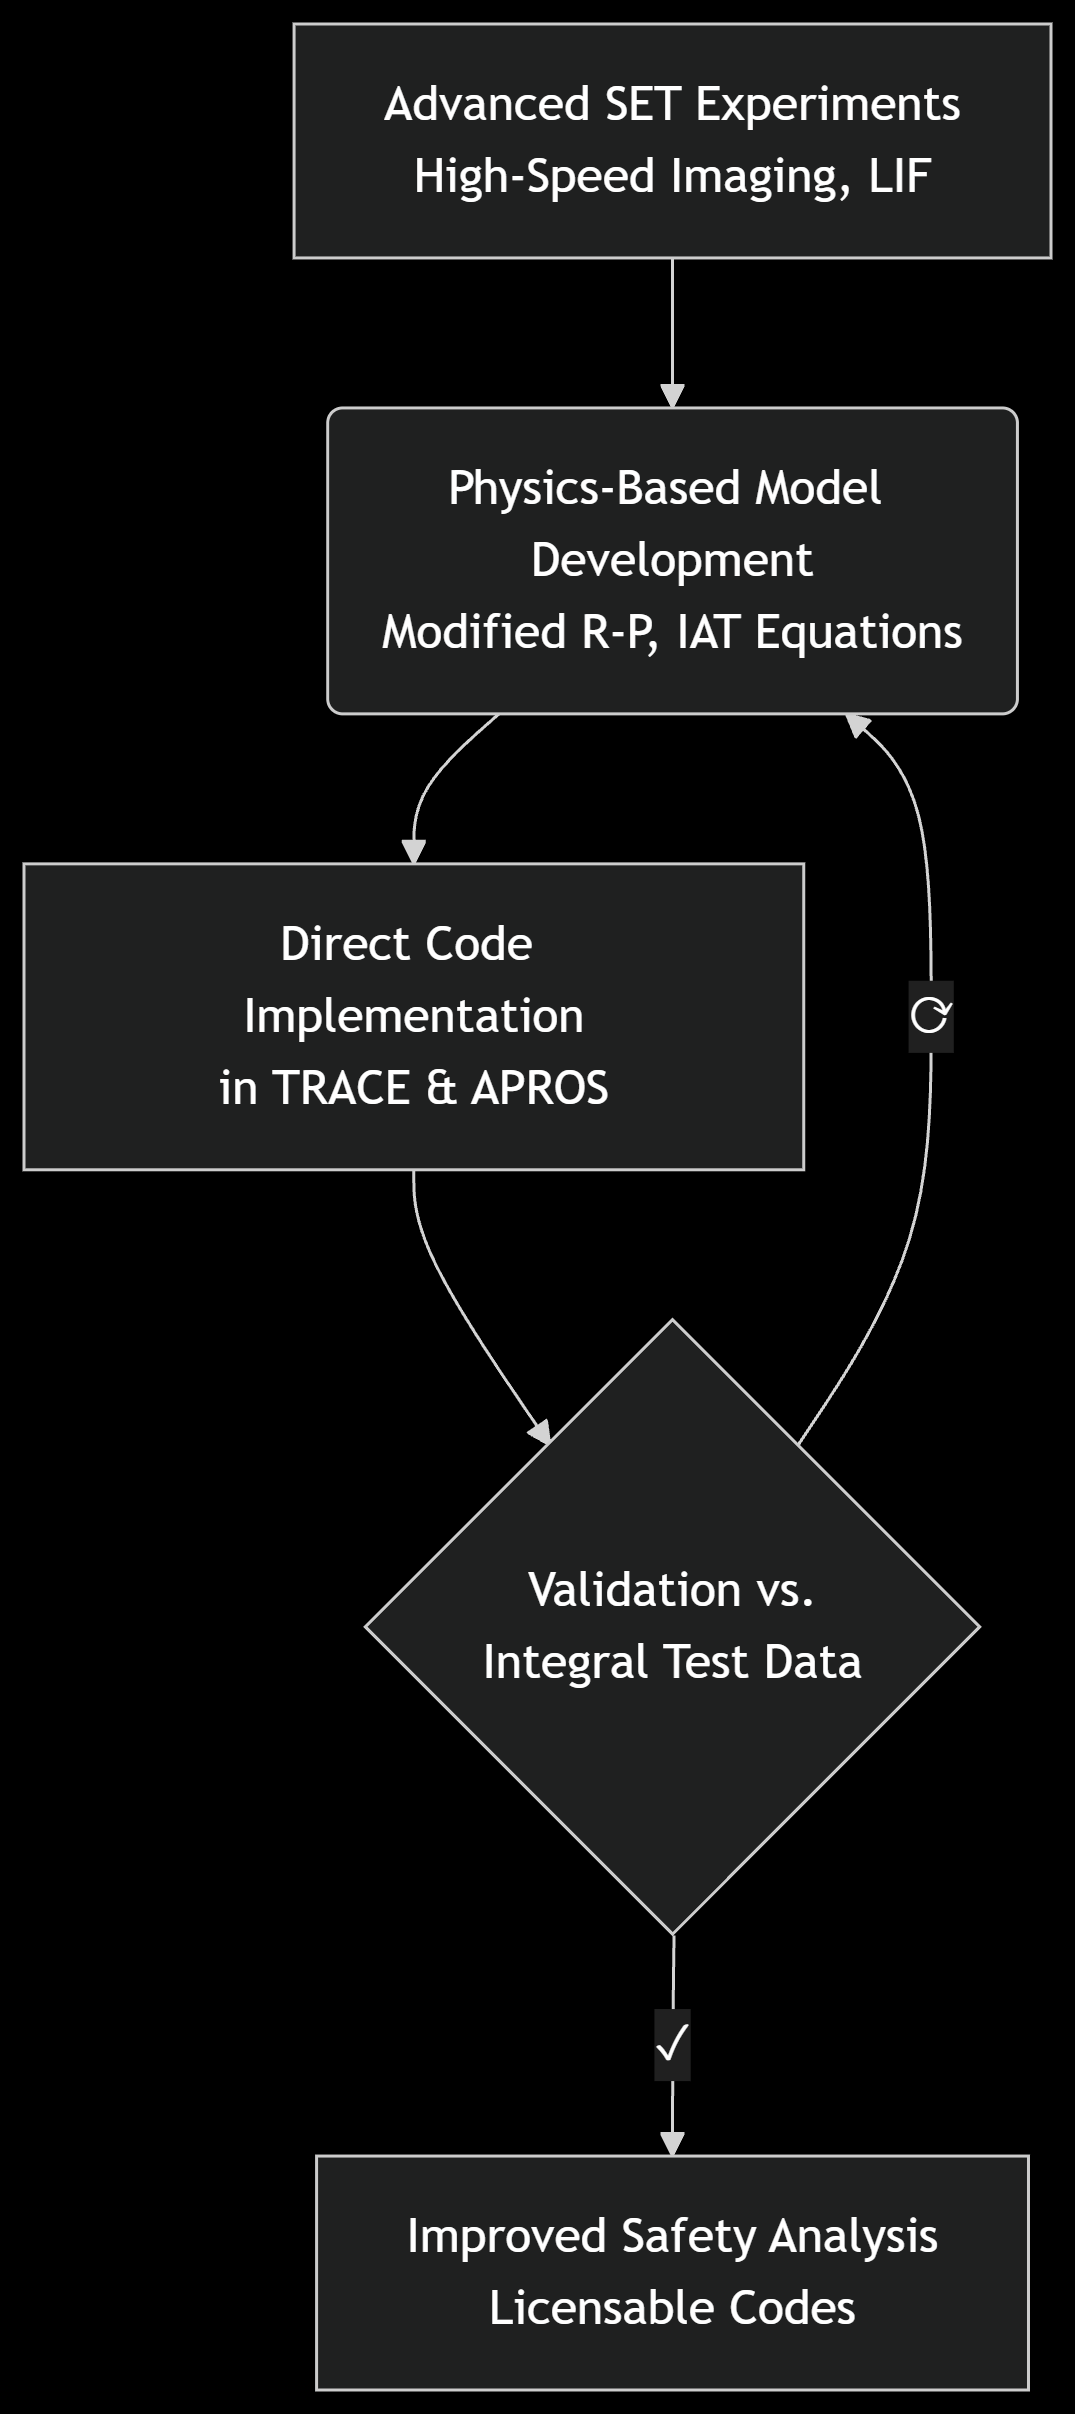 Advanced SET Experiments
High-Speed Imaging, LIF
Physics-Based Model
Development
Modified R-P, IAT Equations
Direct Code
Implementation
in TRACE & APROS
⟳
Validation vs.
Integral Test Data
✓
Improved Safety Analysis
Licensable Codes